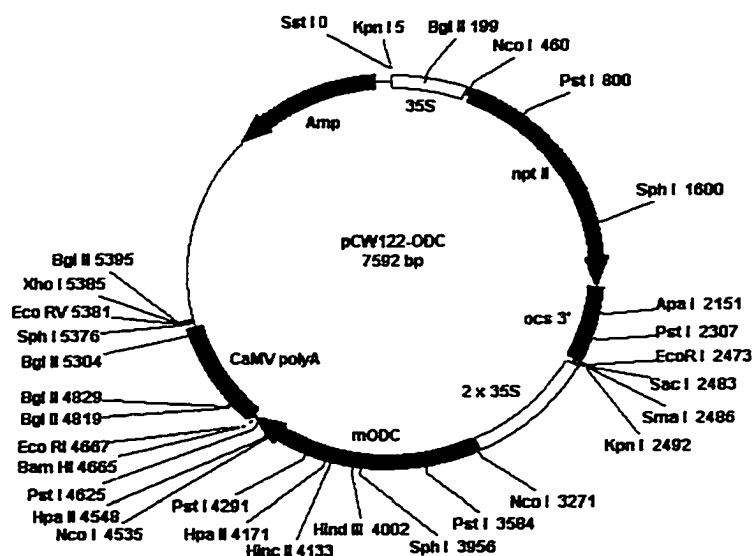 Sst I 0
Kpn I 5
Bgl II 199
Nco I 460
Pst I 800
35S
Amp
npt II
Sph I 1600
pCW122-ODC
7592 bp
Bgl II 5395
Xho I 5385
Eco RV 5381
Sph I 5376
Bgl II 5304
Apa I 2151
ocs 3'
Pst I 2307
EcoR I 2473
Sac I 2483
Sma I 2486
Kpn I 2492
CaMV polyA
2 x 35S
Bgl II 4829
Bgl II 4819
Eco RI 4667
Bam HI 4665
Pst I 4625
Hpa II 4548
Nco I 4535
mODC
Pst I 4291
Hpa II 4171
Hinc II 4133
Hind III 4002
Sph I 3956
Pst I 3584
Nco I 3271